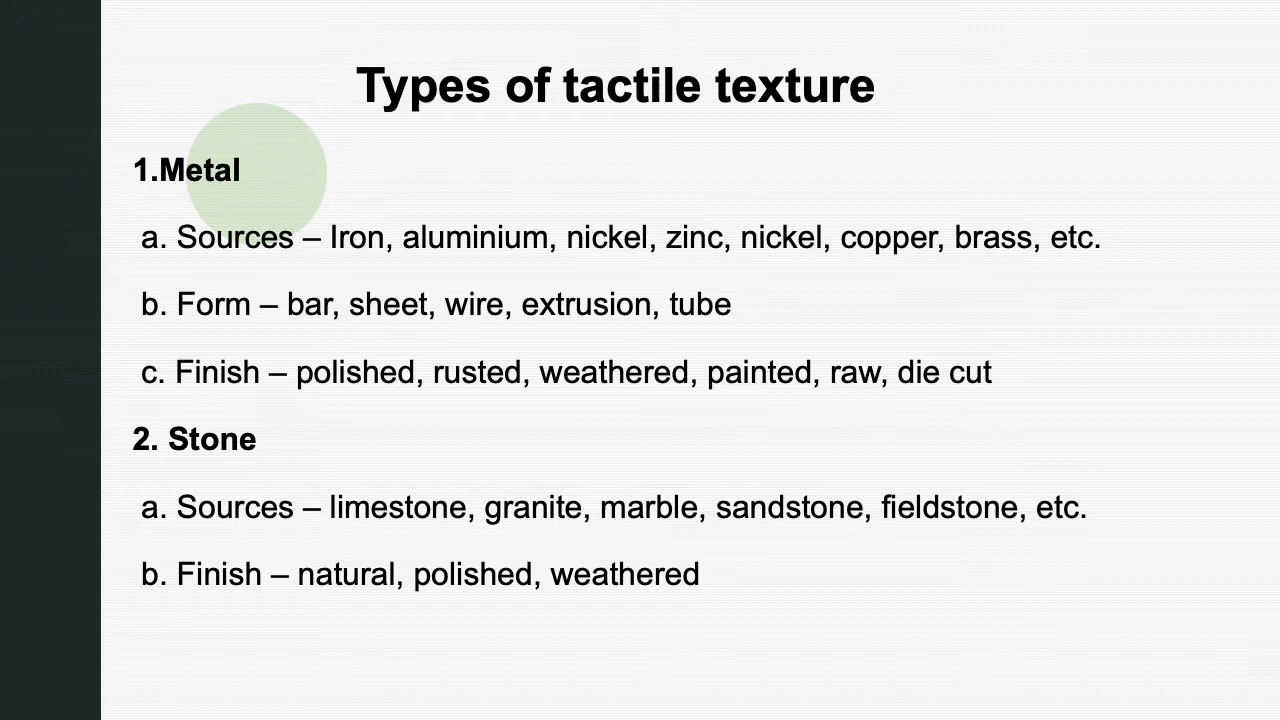 Types of tactile texture
1.Metal
a. Sources – Iron, aluminium, nickel, zinc, nickel, copper, brass, etc.
b. Form – bar, sheet, wire, extrusion, tube
c. Finish – polished, rusted, weathered, painted, raw, die cut
2. Stone
a. Sources – limestone, granite, marble, sandstone, fieldstone, etc.
b. Finish – natural, polished, weathered